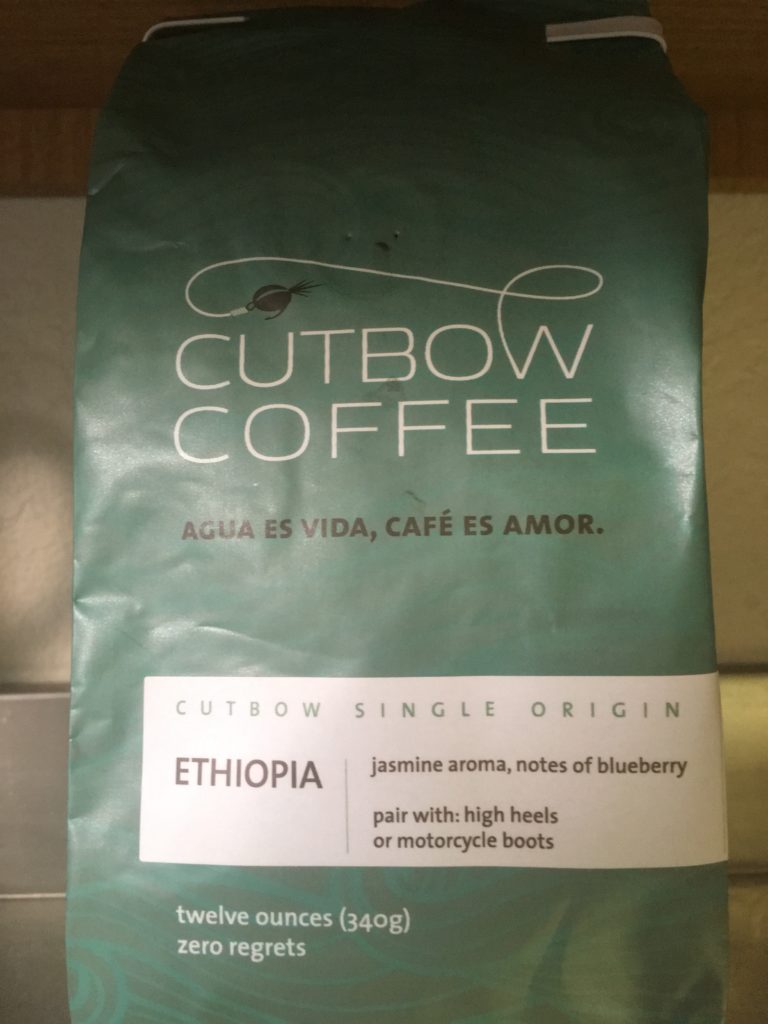 CUTBOW
COFFEE
AGUA ES VIDA, CAFÉ ES AMOR.
CUTBOW SINGLE ORIGIN
ETHIOPIA
jasmine aroma, notes of blueberry
pair with: high heels
or motorcycle boots
twelve ounces (340g)
zero regrets